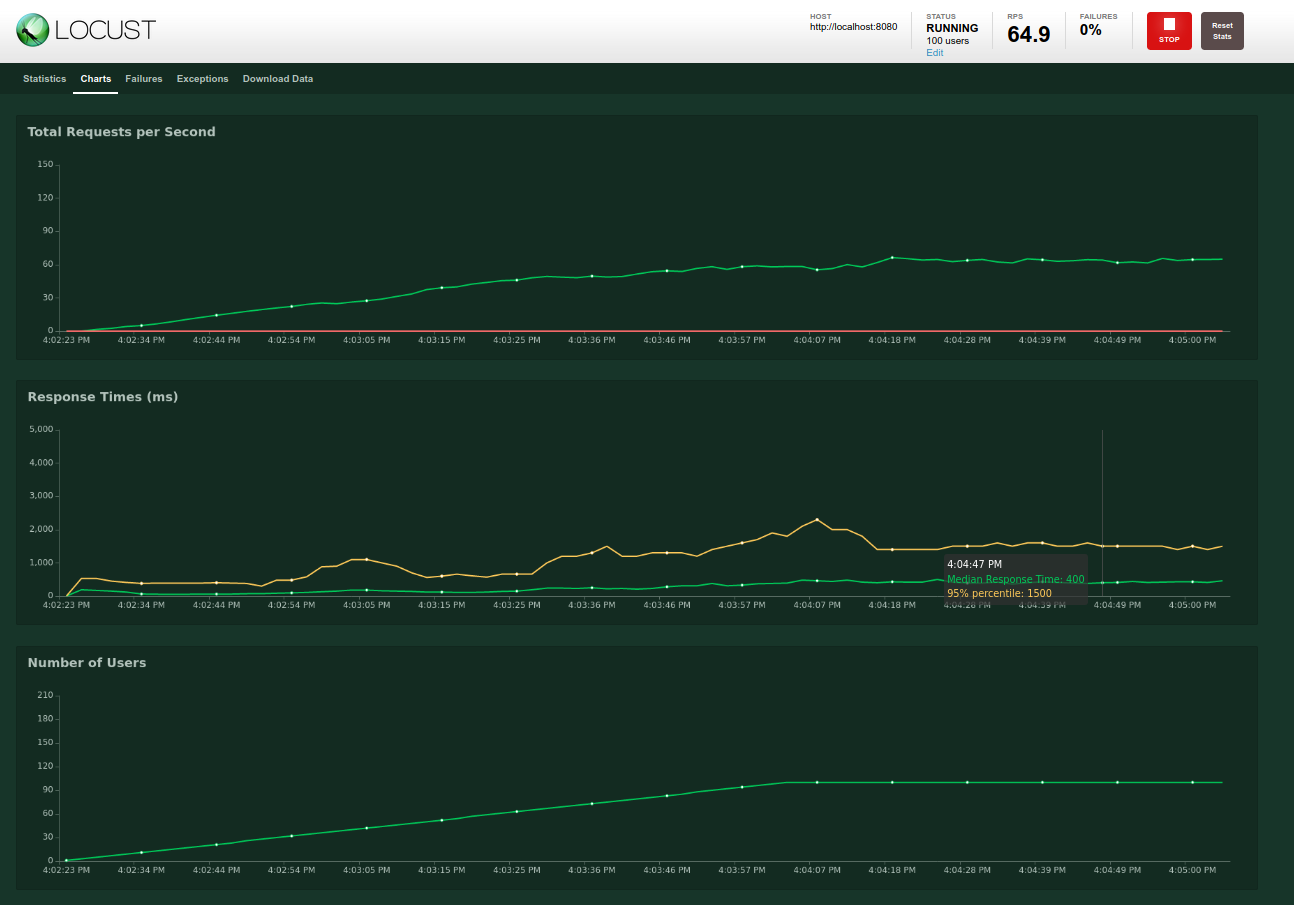 LOCUST
HOST
http://localhost:8080
STATUS
RUNNING
100 users
Edit
RPS
64.9
FAILURES
0%
STOP
Reset
Stats
Statistics Charts Failures Exceptions Download Data
Total Requests per Second
150
120
90
60
30
0
4:02:23 PM 4:02:34 PM 4:02:44 PM 4:02:54 PM 4:03:05 PM 4:03:15 PM 4:03:25 PM 4:03:36 PM 4:03:46 PM 4:03:57 PM 4:04:07 PM 4:04:18 PM 4:04:28 PM 4:04:39 PM 4:04:49 PM 4:05:00 PM
Response Times (ms)
5,000
4,000
3,000
2,000
1,000
0
4:04:47 PM
Median Response Time: 400
95% percentile: 1500
4:02:23 PM 4:02:34 PM 4:02:44 PM 4:02:54 PM 4:03:05 PM 4:03:15 PM 4:03:25 PM 4:03:36 PM 4:03:46 PM 4:03:57 PM 4:04:07 PM 4:04:18 PM 4:04:28 PM 4:04:39 PM 4:04:49 PM 4:05:00 PM
Number of Users
210
180
150
120
90
60
30
0
4:02:23 PM 4:02:34 PM 4:02:44 PM 4:02:54 PM 4:03:05 PM 4:03:15 PM 4:03:25 PM 4:03:36 PM 4:03:46 PM 4:03:57 PM 4:04:07 PM 4:04:18 PM 4:04:28 PM 4:04:39 PM 4:04:49 PM 4:05:00 PM